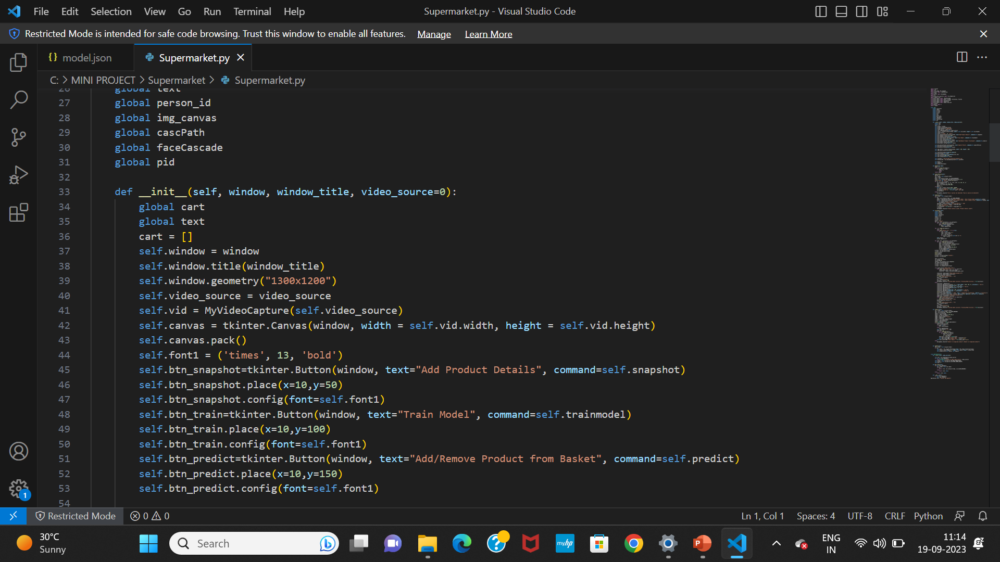 File Edit Selection View Go Run Terminal Help Supermarket.py - Visual Studio Code
Restricted Mode is intended for safe code browsing. Trust this window to enable all features. Manage Learn More
{} model.json Supermarket.py
C: > MINI PROJECT > Supermarket > Supermarket.py
26 global text
27 global person_id
28 global img_canvas
29 global cascPath
30 global faceCascade
31 global pid
32
33 def __init__(self, window, window_title, video_source=0):
34 global cart
35 global text
36 cart = []
37 self.window = window
38 self.window.title(window_title)
39 self.window.geometry("1300x1200")
40 self.video_source = video_source
41 self.vid = MyVideoCapture(self.video_source)
42 self.canvas = tkinter.Canvas(window, width = self.vid.width, height = self.vid.height)
43 self.canvas.pack()
44 self.font1 = ('times', 13, 'bold')
45 self.btn_snapshot=tkinter.Button(window, text="Add Product Details", command=self.snapshot)
46 self.btn_snapshot.place(x=10,y=50)
47 self.btn_snapshot.config(font=self.font1)
48 self.btn_train=tkinter.Button(window, text="Train Model", command=self.trainmodel)
49 self.btn_train.place(x=10,y=100)
50 self.btn_train.config(font=self.font1)
51 self.btn_predict=tkinter.Button(window, text="Add/Remove Product from Basket", command=self.predict)
52 self.btn_predict.place(x=10,y=150)
53 self.btn_predict.config(font=self.font1)
54
1
Restricted Mode 0 0 Ln 1, Col 1 Spaces: 4 UTF-8 CRLF Python
30°C
Sunny
Search
myhp
P
ENG
IN
11:14
19-09-2023